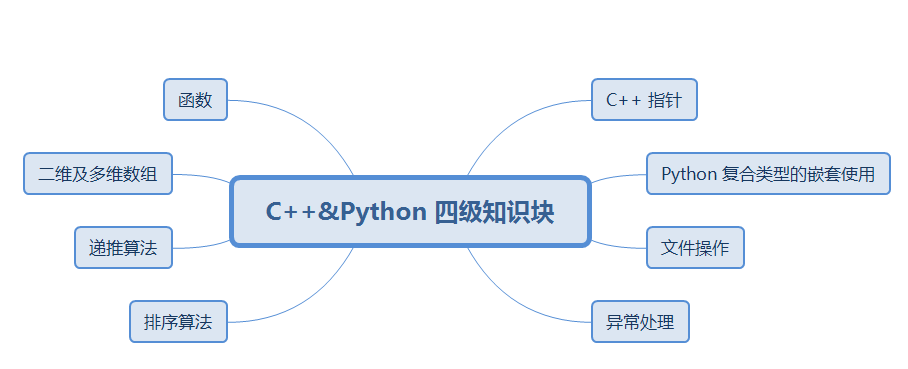 函数
C++ 指针
二维及多维数组
Python 复合类型的嵌套使用
C++&Python 四级知识块
递推算法
文件操作
排序算法
异常处理